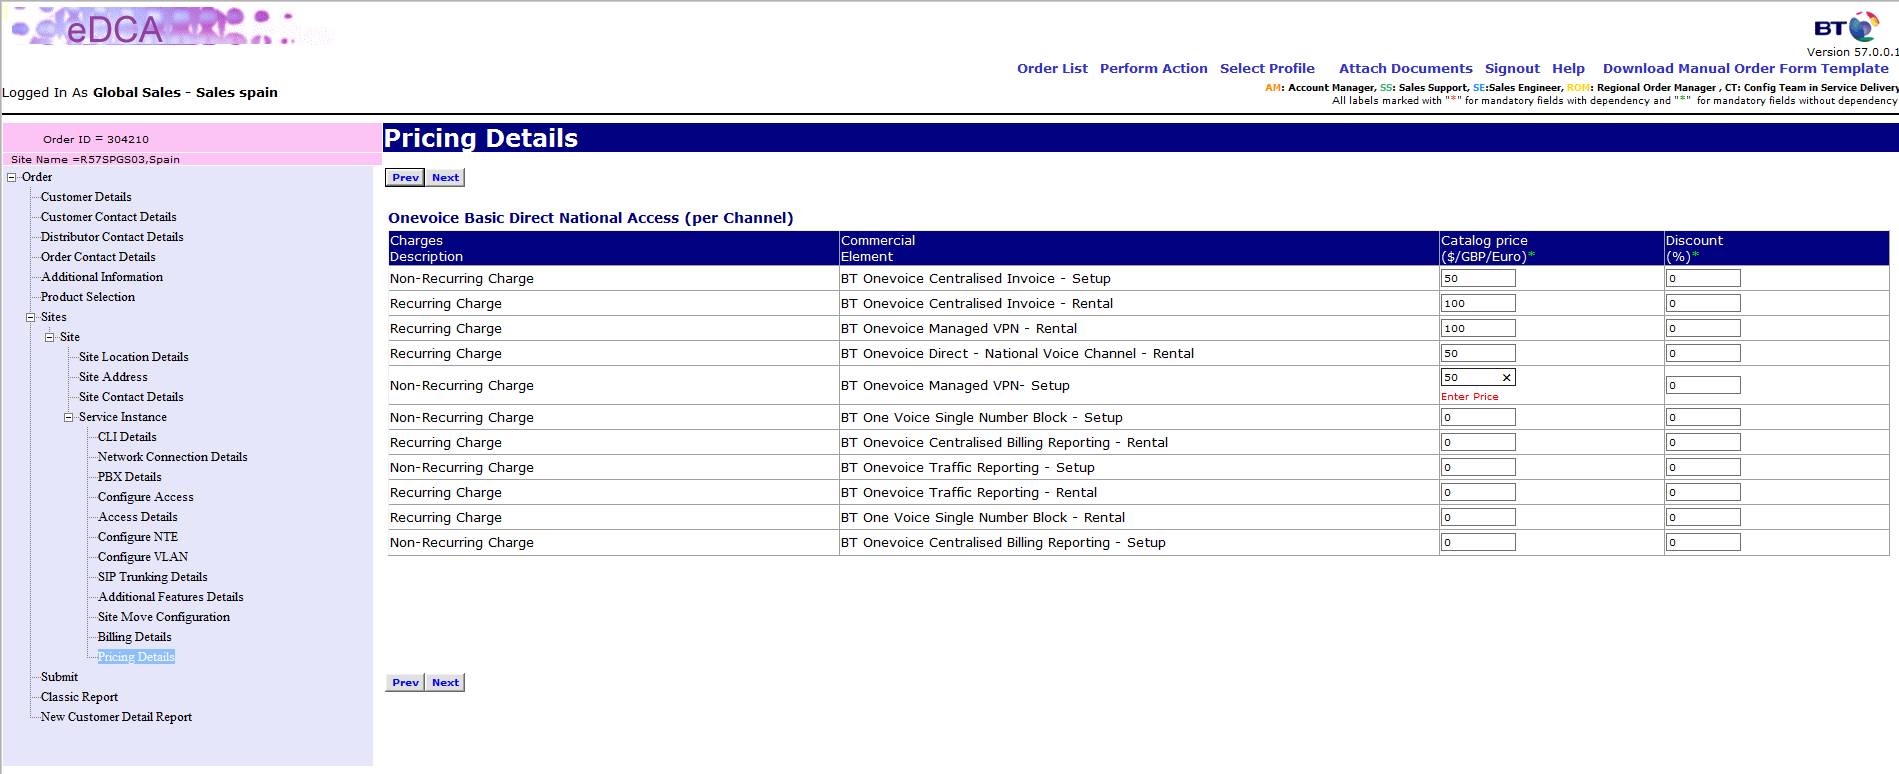 eDCA
BT
Version 57.0.0.1
Order List Perform Action Select Profile Attach Documents Signout Help Download Manual Order Form Template
Logged In As Global Sales - Sales spain
AM: Account Manager, SS: Sales Support, SE:Sales Engineer, ROM: Regional Order Manager , CT: Config Team in Service Delivery
All labels marked with "*" for mandatory fields with dependency and "*" for mandatory fields without dependency
Order ID = 304210
Site Name =R57SPGS03,Spain
Order
Customer Details
Customer Contact Details
Distributor Contact Details
Order Contact Details
Additional Information
Product Selection
Sites
Site
Site Location Details
Site Address
Site Contact Details
Service Instance
CLI Details
Network Connection Details
PBX Details
Configure Access
Access Details
Configure NTE
Configure VLAN
SIP Trunking Details
Additional Features Details
Site Move Configuration
Billing Details
Pricing Details
Submit
Classic Report
New Customer Detail Report
Pricing Details
Prev Next
Onevoice Basic Direct National Access (per Channel)
Charges Description Commercial Element Catalog price ($/GBP/Euro)* Discount (%)*
Non-Recurring Charge BT Onevoice Centralised Invoice - Setup 50 0
Recurring Charge BT Onevoice Centralised Invoice - Rental 100 0
Recurring Charge BT Onevoice Managed VPN - Rental 100 0
Recurring Charge BT Onevoice Direct - National Voice Channel - Rental 50 0
Non-Recurring Charge BT Onevoice Managed VPN- Setup 50 × 0
Enter Price
Non-Recurring Charge BT One Voice Single Number Block - Setup 0 0
Recurring Charge BT Onevoice Centralised Billing Reporting - Rental 0 0
Non-Recurring Charge BT Onevoice Traffic Reporting - Setup 0 0
Recurring Charge BT Onevoice Traffic Reporting - Rental 0 0
Recurring Charge BT One Voice Single Number Block - Rental 0 0
Non-Recurring Charge BT Onevoice Centralised Billing Reporting - Setup 0 0
Prev Next